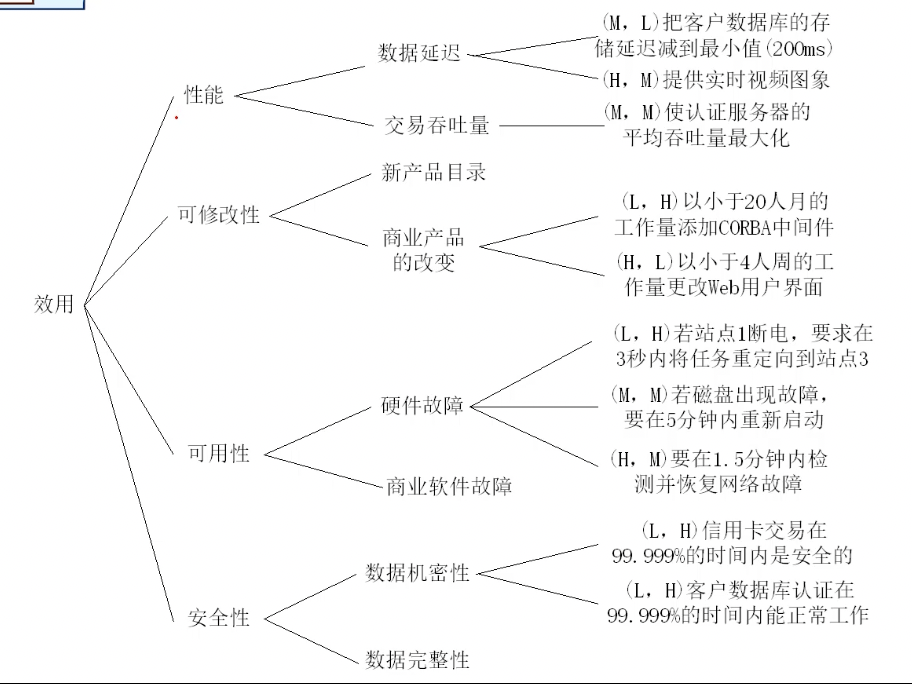 (M, L)把客户数据库的存
储延迟减到最小值(200ms)
数据延迟
(H, M)提供实时视频图象
性能
(M, M)使认证服务器的
交易吞吐量
平均吞吐量最大化
新产品目录
可修改性
(L, H)以小于20人月的
工作量添加CORBA中间件
商业产品
的改变
(H, L)以小于4人周的工
作量更改Web用户界面
效用
(L, H)若站点1断电, 要求在
3秒内将任务重定向到站点3
硬件故障
(M, M)若磁盘出现故障,
要在5分钟内重新启动
可用性
(H, M)要在1.5分钟内检
测并恢复网络故障
商业软件故障
(L, H)信用卡交易在
99.999%的时间内是安全的
数据机密性
(L, H)客户数据库认证在
99.999%的时间内能正常工作
安全性
数据完整性